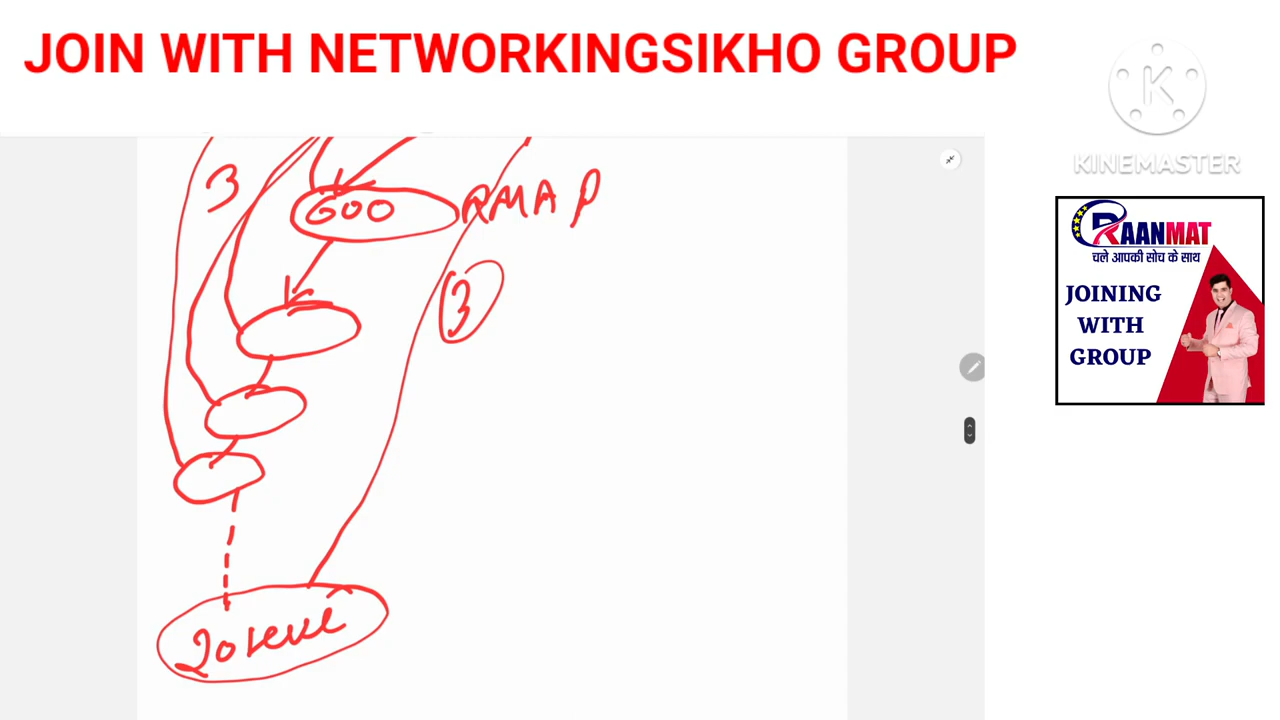 JOIN WITH NETWORKINGSIKHO GROUP
K
KINEMASTER
3
600
RMAP
3
20 level
RAANMAT
चले आपकी सोच के साथ
JOINING
WITH
GROUP